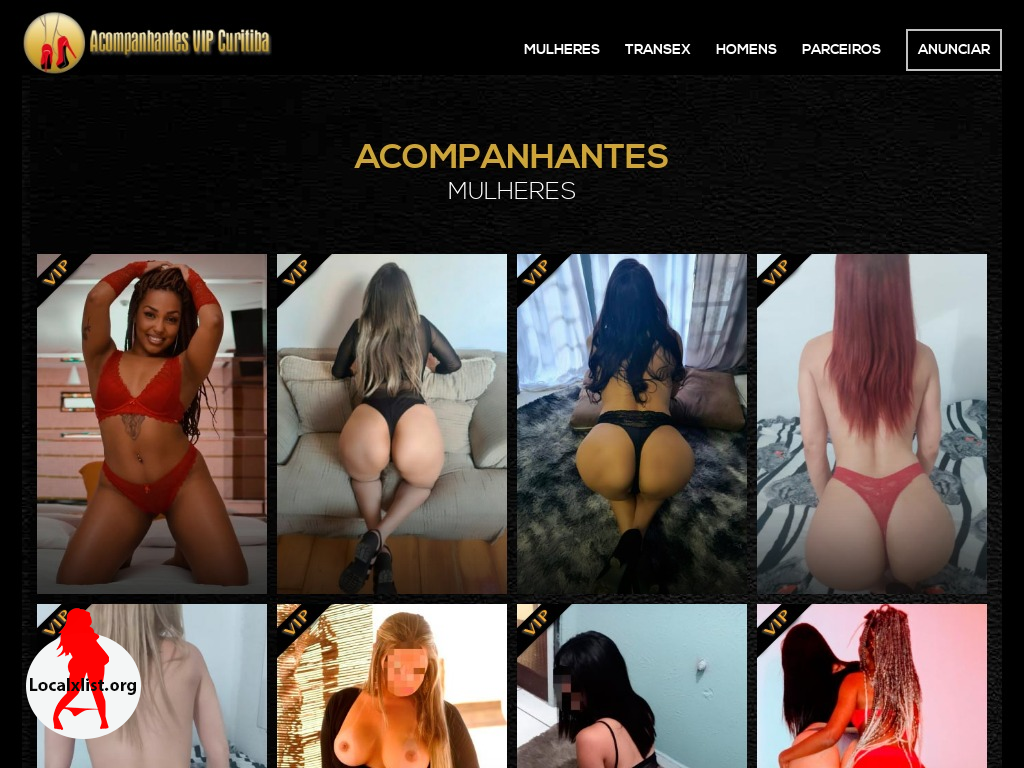 Acompanhantes VIP Curitiba
MULHERES TRANSEX HOMENS PARCEIROS ANUNCIAR
ACOMPANHANTES
MULHERES
VIP VIP VIP VIP
VIP VIP VIP VIP
Localxlist.org